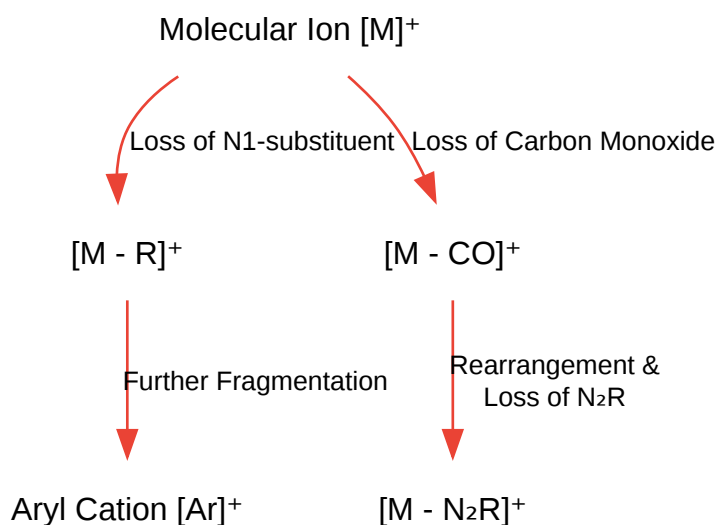 Molecular Ion [M]⁺
Loss of N1-substituent
Loss of Carbon Monoxide
[M - R]⁺
[M - CO]⁺
Further Fragmentation
Rearrangement &
Loss of N₂R
Aryl Cation [Ar]⁺
[M - N₂R]⁺